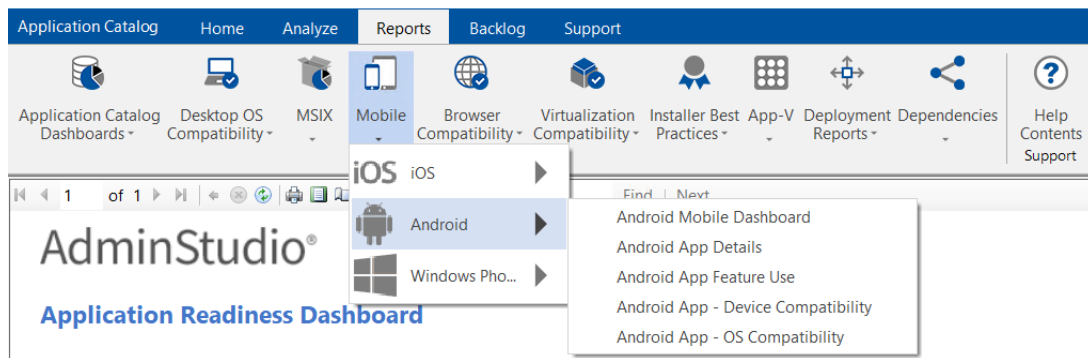 Application Catalog Home Analyze Reports Backlog Support
Application Catalog Dashboards
Desktop OS Compatibility
MSIX
Mobile
Browser Compatibility
Virtualization Compatibility
Installer Best Practices
App-V
Deployment Reports
Dependencies
Help Contents
Support
1 of 1 Find | Next
iOS iOS
Android
Windows Pho...
Android Mobile Dashboard
Android App Details
Android App Feature Use
Android App - Device Compatibility
Android App - OS Compatibility
AdminStudio®
Application Readiness Dashboard